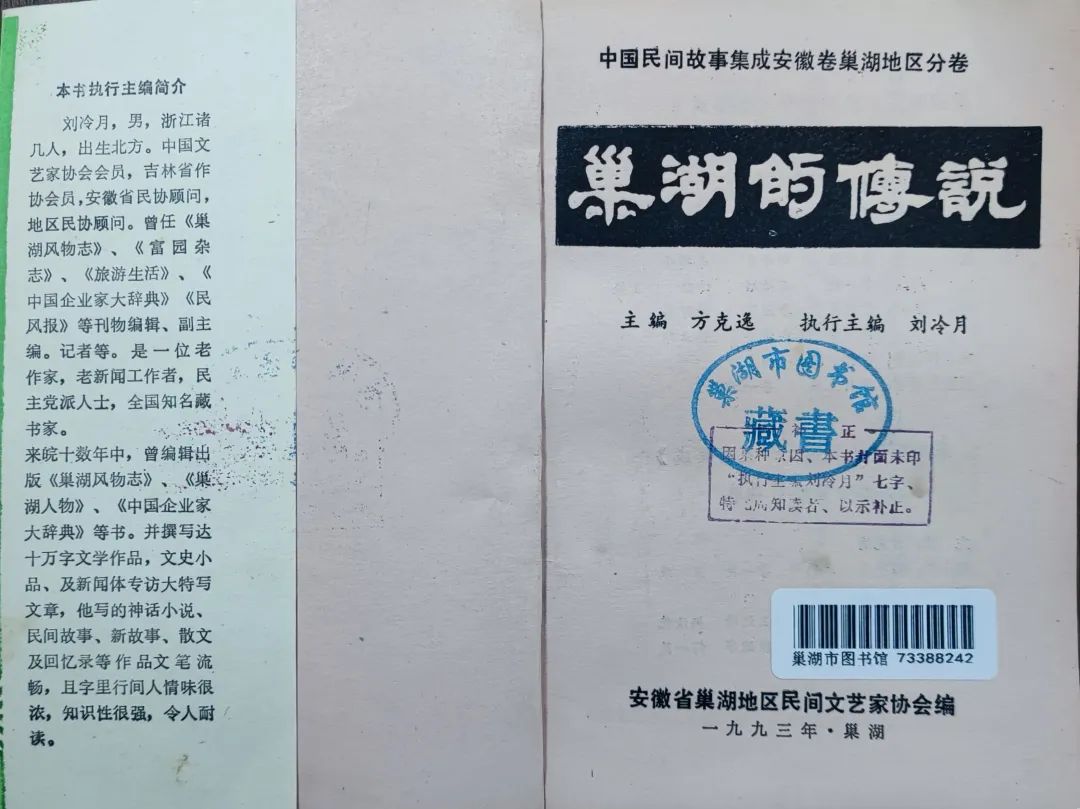 本书执行主编简介
刘冷月，男，浙江诸
几人，出生北方。中国文
艺家协会会员，吉林省作
协会员，安徽省民协顾问，
地区民协顾问。曾任《巢
湖风物志》、《富园杂
志》、《旅游生活》、《
中国企业家大辞典》《民
风报》等刊物编辑、副主
编。记者等。是一位老
作家，老新闻工作者，民
主党派人士，全国知名藏
书家。
来皖十数年中，曾编辑出
版《巢湖风物志》、《巢
湖人物》、《中国企业家
大辞典》等书。并撰写达
十万字文学作品，文史小
品、及新闻体专访大特写
文章，他写的神话小说、
民间故事、新故事、散文
及回忆录等作品文笔流
畅，且字里行间人情味很
浓，知识性很强，令人耐
读。
中国民间故事集成安徽卷巢湖地区分卷
巢湖的傳説
主编 方克逸 执行主编 刘冷月
巢湖市图书馆
藏書
补正
因某种原因、本书封面未印
“执行主编刘冷月”七字、
特此周知读者、以示补正。
巢湖市图书馆 73388242
安徽省巢湖地区民间文艺家协会编
一九九三年·巢湖